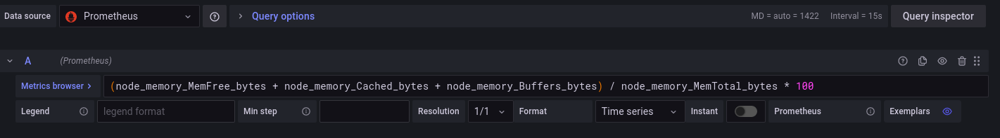 Data source Prometheus Query options MD = auto = 1422 Interval = 15s Query inspector
A (Prometheus)
Metrics browser > (node_memory_MemFree_bytes + node_memory_Cached_bytes + node_memory_Buffers_bytes) / node_memory_MemTotal_bytes * 100
Legend legend format Min step Resolution 1/1 Format Time series Instant Prometheus Exemplars